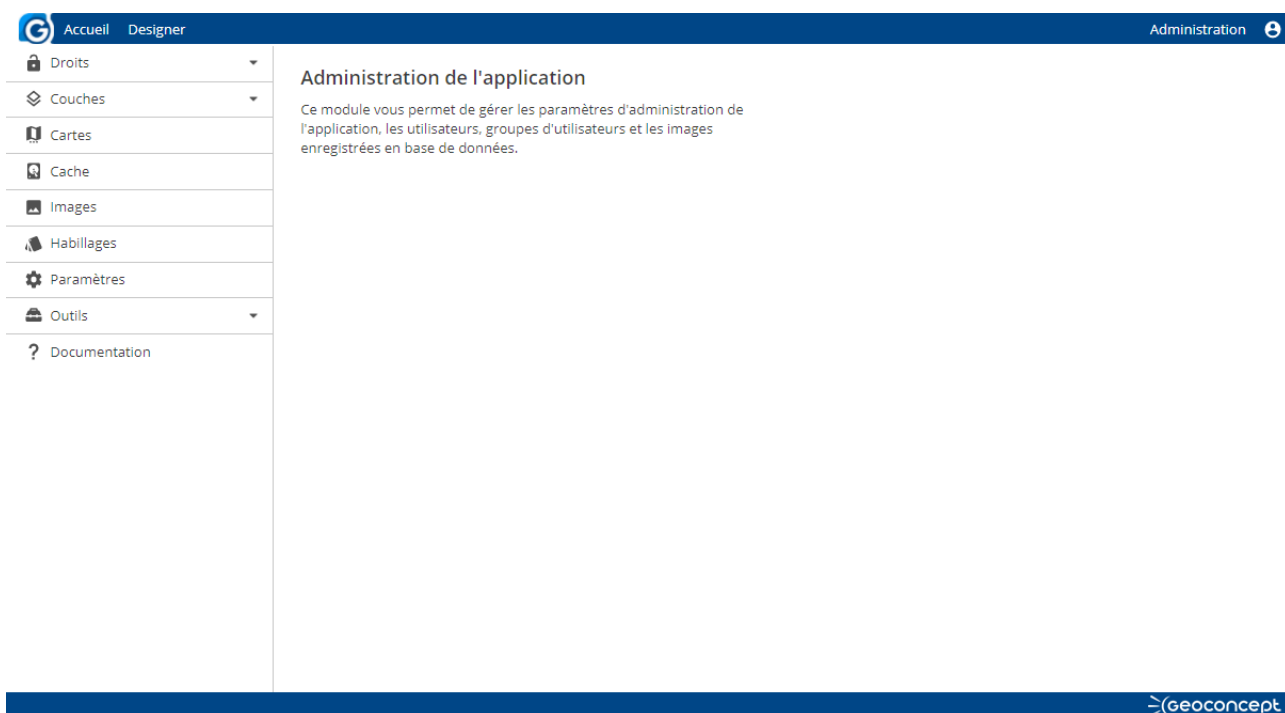 Accueil Designer Administration
Droits
Couches
Cartes
Cache
Images
Habillages
Paramètres
Outils
? Documentation
Administration de l'application
Ce module vous permet de gérer les paramètres d'administration de
l'application, les utilisateurs, groupes d'utilisateurs et les images
enregistrées en base de données.
Geoconcept